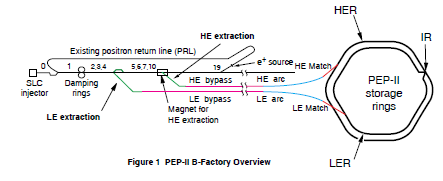 HER
HE extraction
IR
Existing positron return line (PRL)
e+ source
HE Match
0
1
2,3,4
5,6,7,10
19
SLC
injector
Damping
rings
HE bypass
HE arc
PEP-II
storage
rings
LE bypass
LE arc
LE Match
LE extraction
Magnet for
HE extraction
LER
Figure 1 PEP-II B-Factory Overview